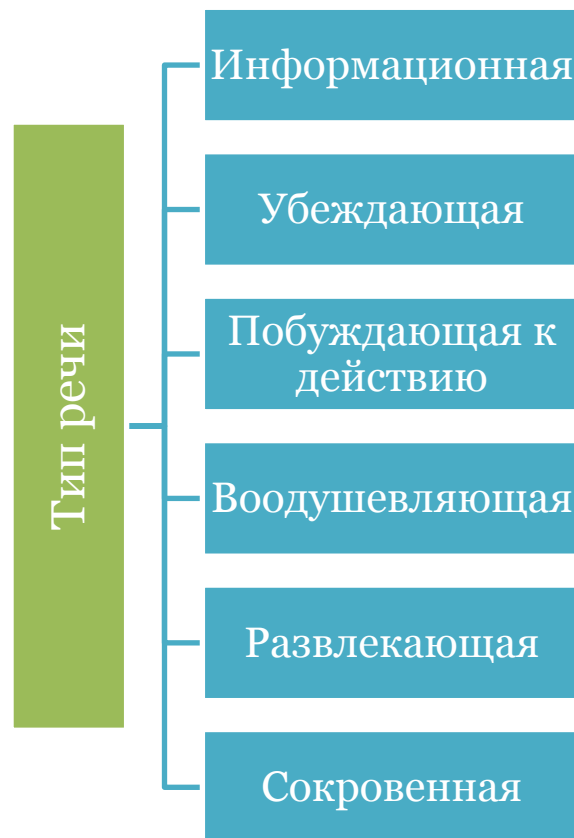 Тип речи
Информационная
Убеждающая
Побуждающая к
действию
Воодушевляющая
Развлекающая
Сокровенная